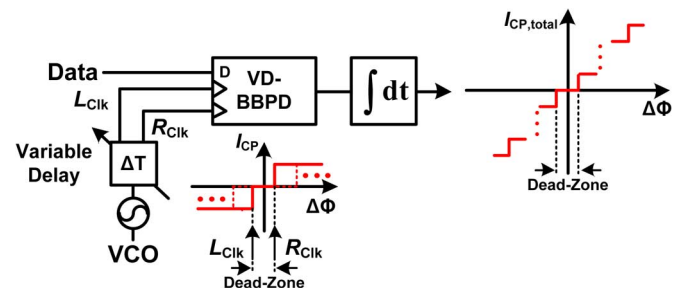 Data
D
VD-
BBPD
∫ dt
L_Clk
R_Clk
Variable
Delay
ΔT
VCO
I_CP
ΔΦ
L_Clk
R_Clk
Dead-Zone
I_CP,total
ΔΦ
Dead-Zone